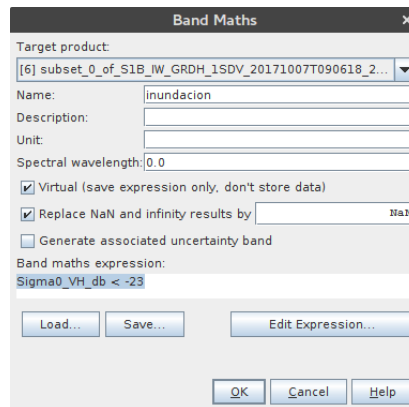 Band Maths
Target product:
[6] subset_0_of_S1B_IW_GRDH_1SDV_20171007T090618_2...
Name: inundacion
Description:
Unit:
Spectral wavelength: 0.0
Virtual (save expression only, don't store data)
Replace NaN and infinity results by NaN
Generate associated uncertainty band
Band maths expression:
Sigma0_VH_db < -23
Load... Save... Edit Expression...
OK Cancel Help